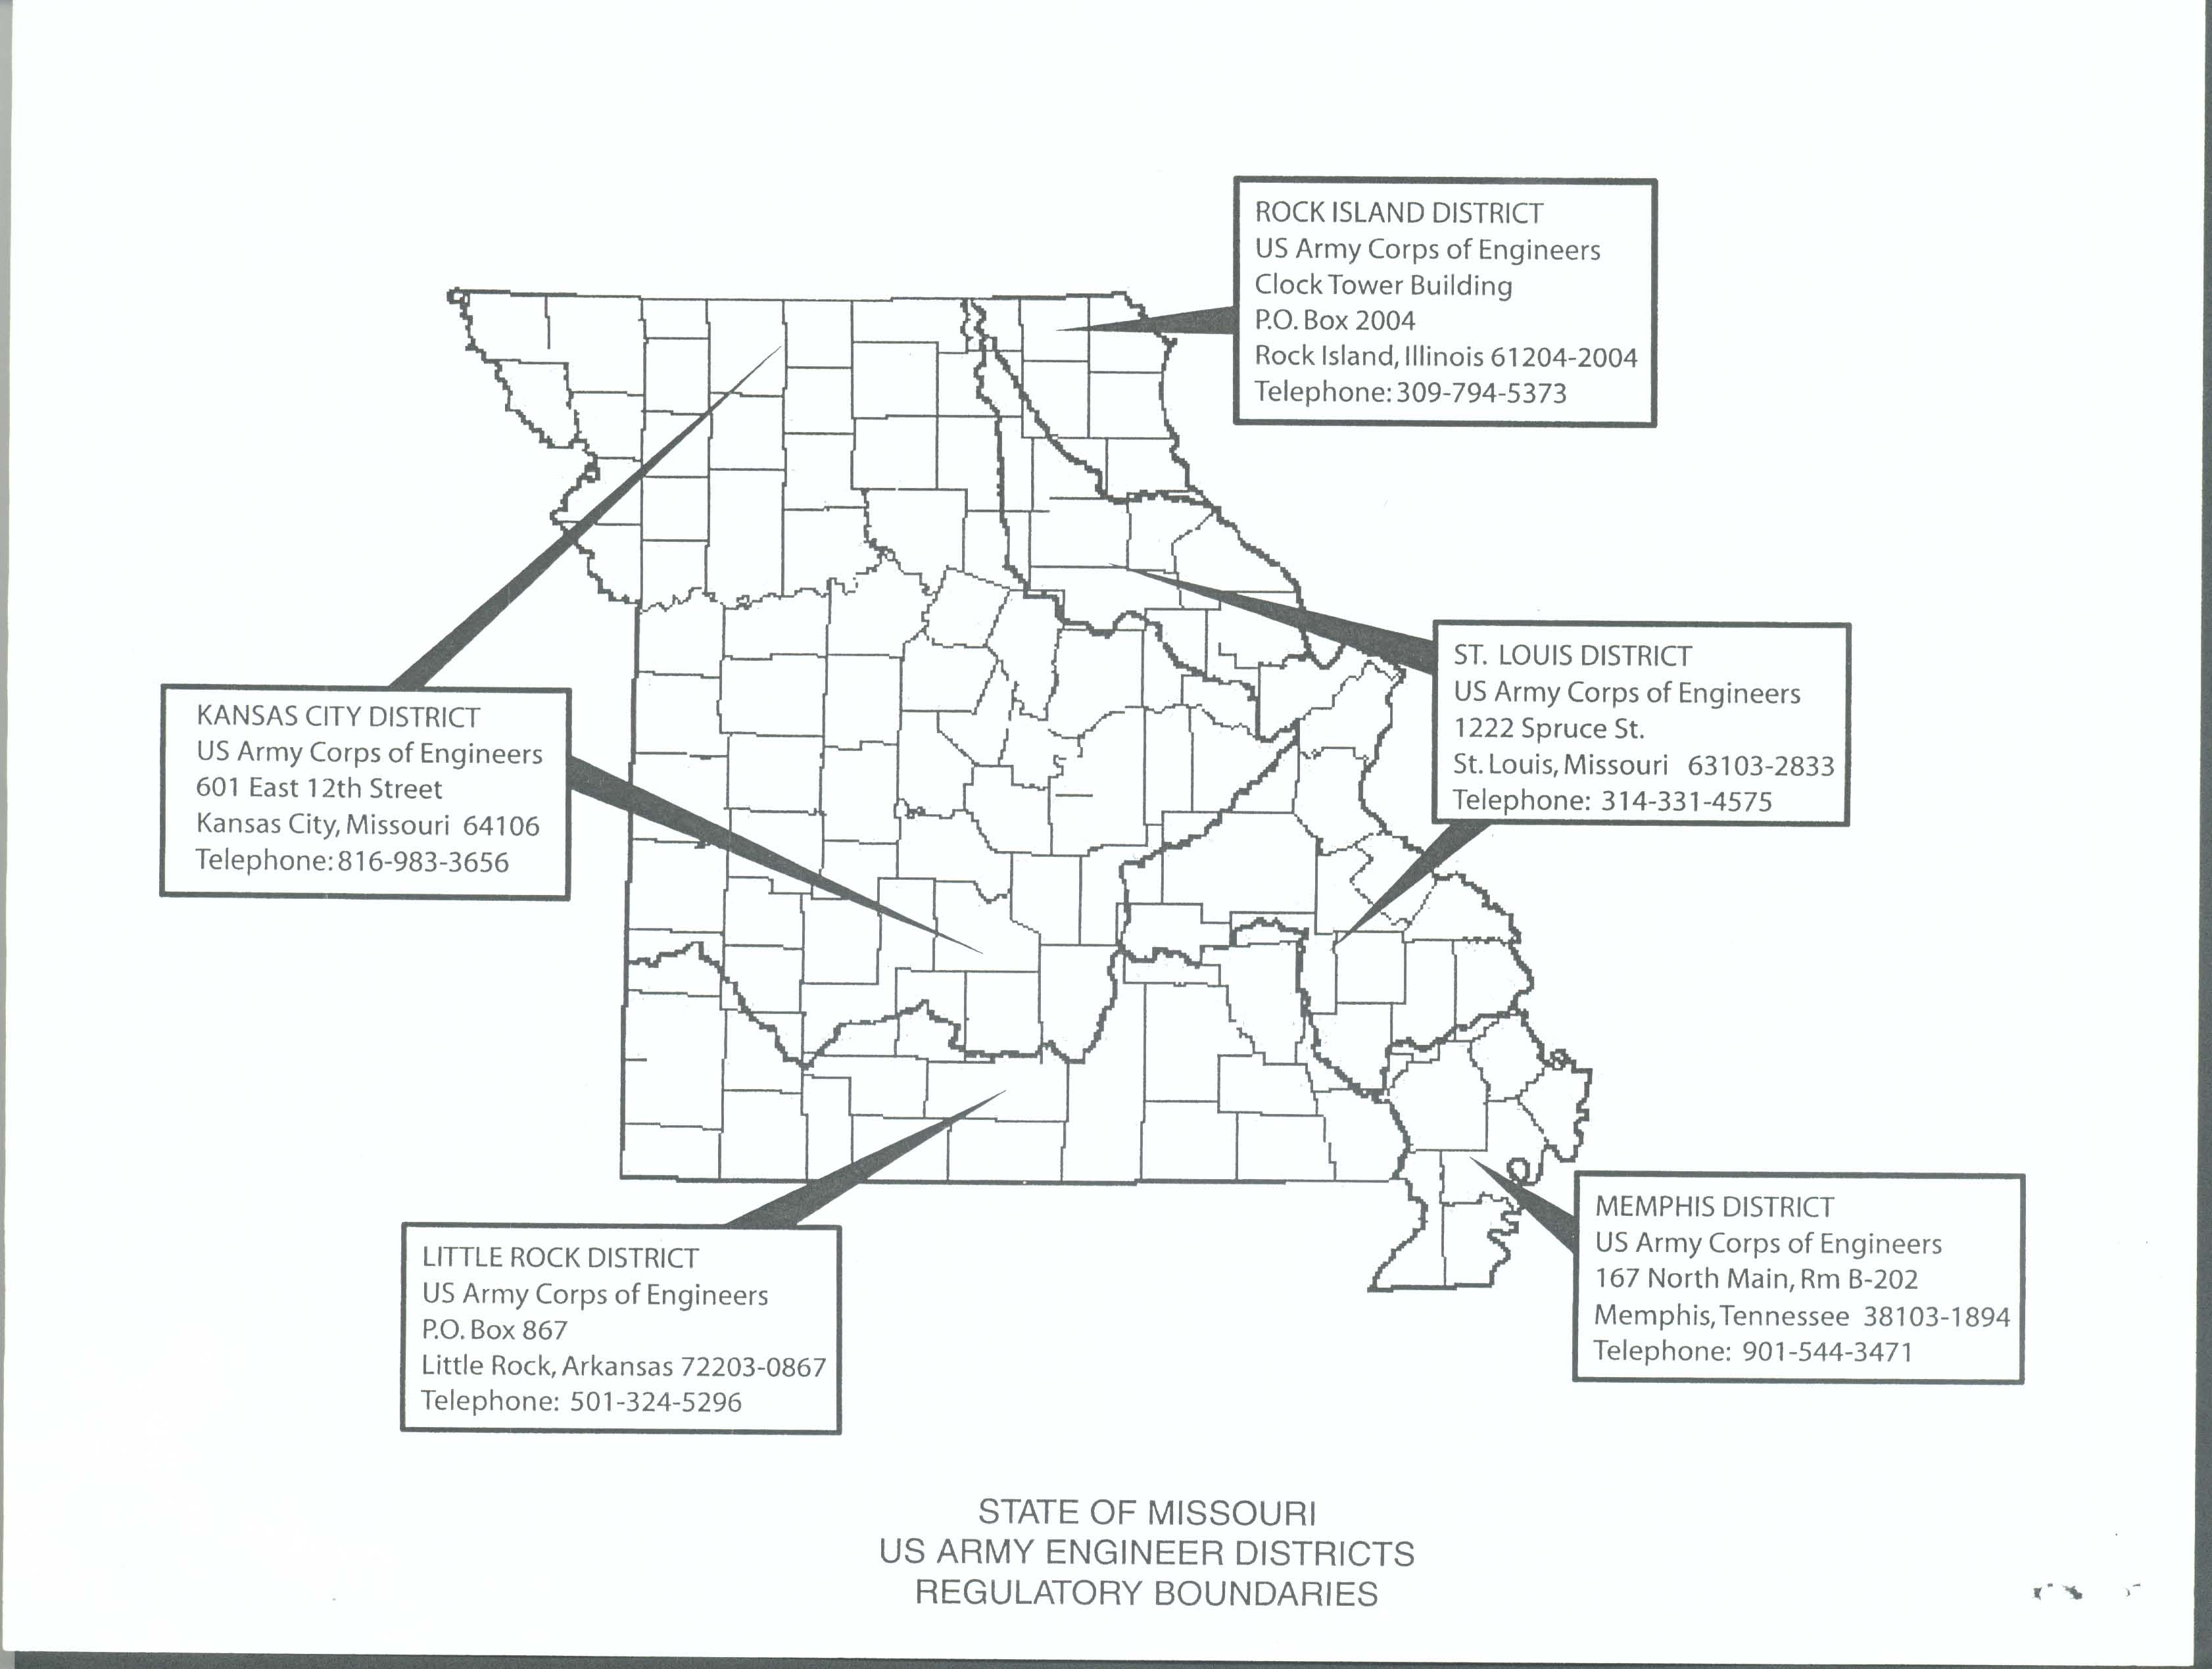 ROCK ISLAND DISTRICT
US Army Corps of Engineers
Clock Tower Building
P.O. Box 2004
Rock Island, Illinois 61204-2004
Telephone: 309-794-5373
KANSAS CITY DISTRICT
US Army Corps of Engineers
601 East 12th Street
Kansas City, Missouri 64106
Telephone: 816-983-3656
ST. LOUIS DISTRICT
US Army Corps of Engineers
1222 Spruce St.
St. Louis, Missouri 63103-2833
Telephone: 314-331-4575
LITTLE ROCK DISTRICT
US Army Corps of Engineers
P.O. Box 867
Little Rock, Arkansas 72203-0867
Telephone: 501-324-5296
MEMPHIS DISTRICT
US Army Corps of Engineers
167 North Main, Rm B-202
Memphis, Tennessee 38103-1894
Telephone: 901-544-3471
STATE OF MISSOURI
US ARMY ENGINEER DISTRICTS
REGULATORY BOUNDARIES